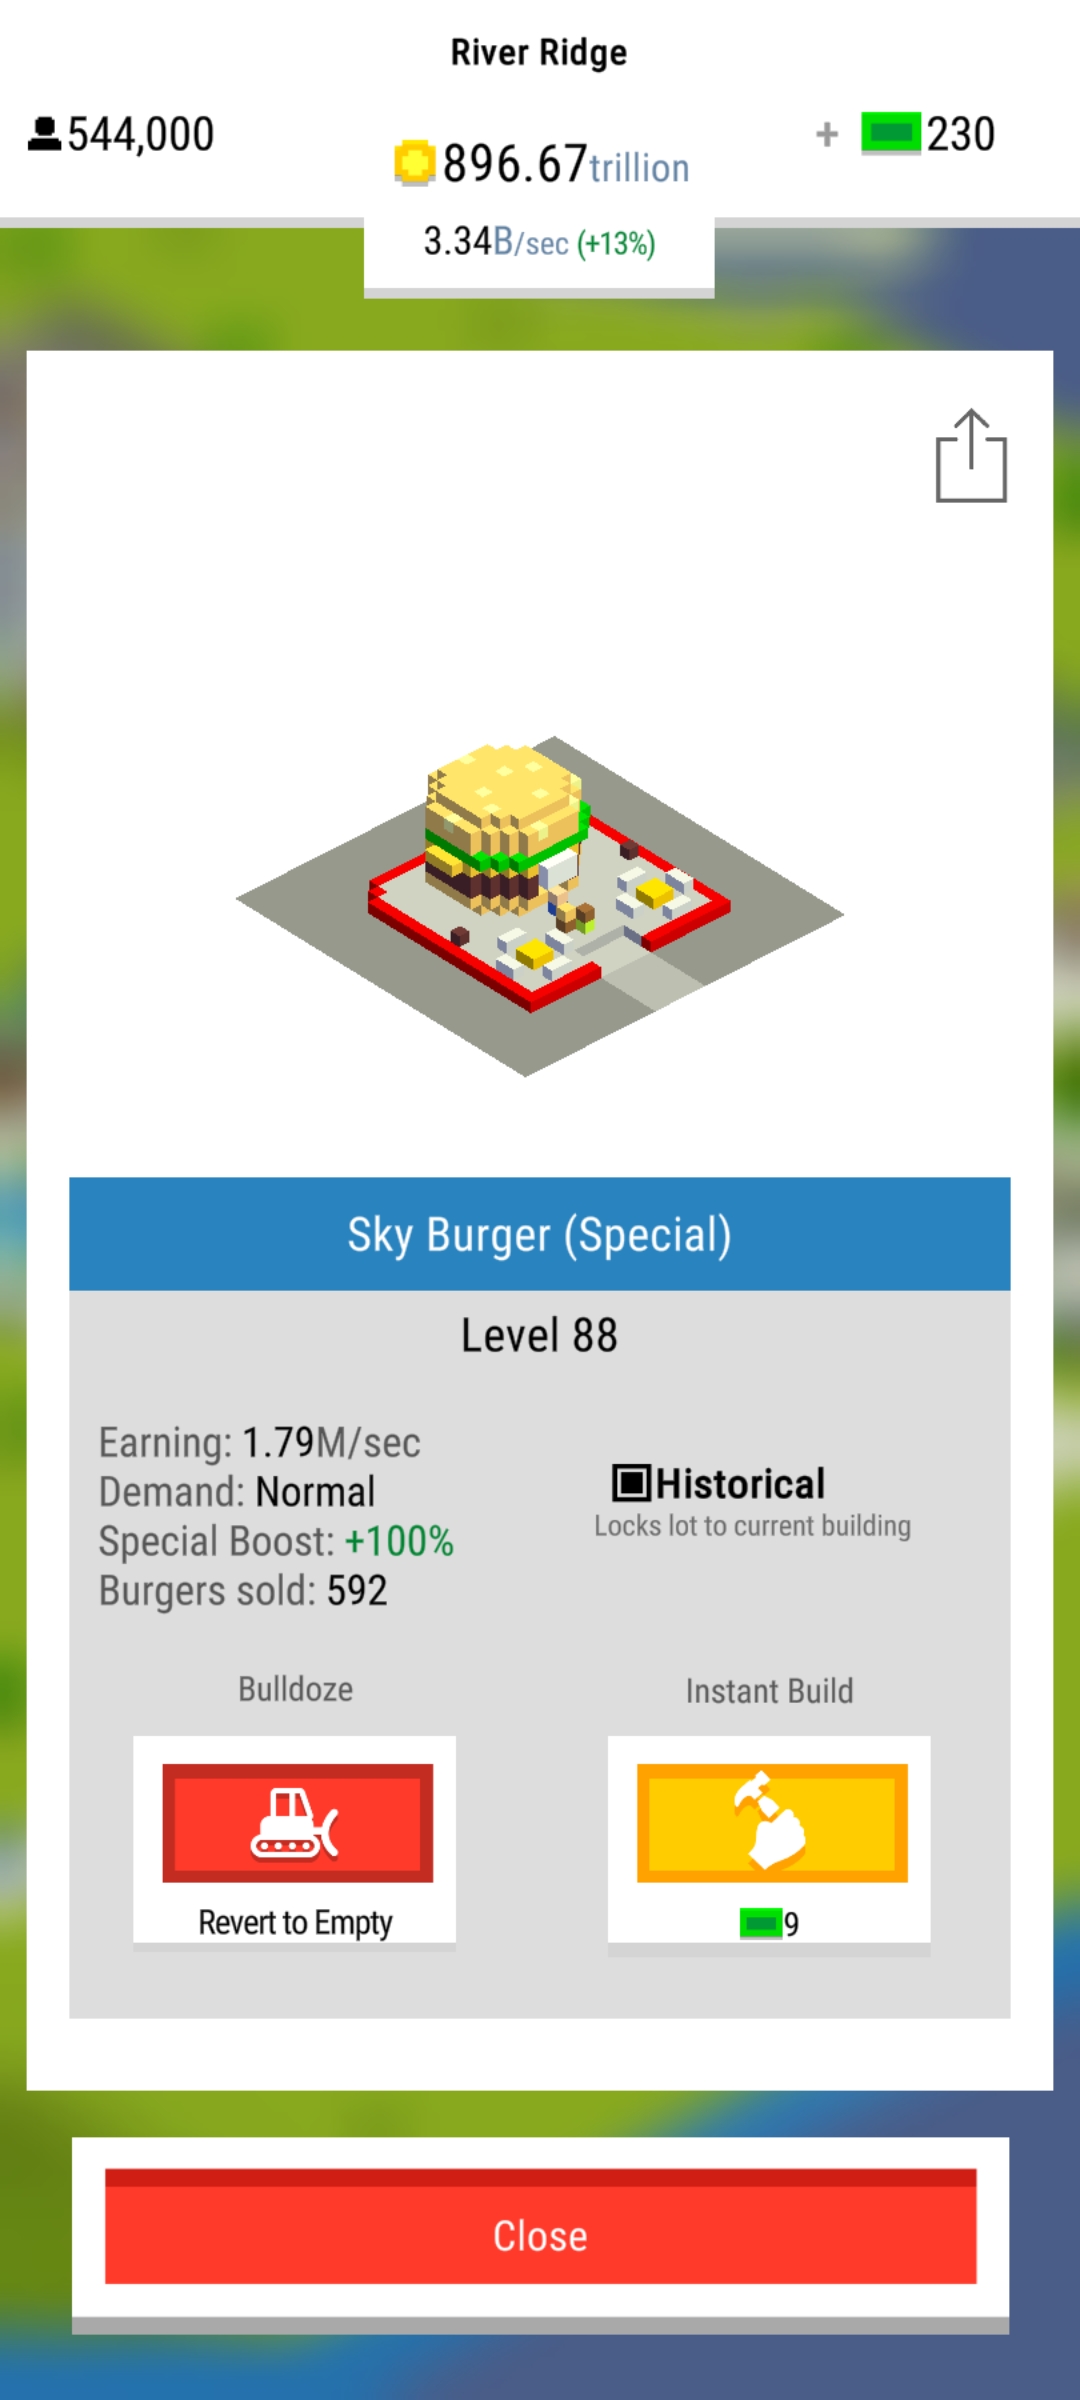 River Ridge
544,000
896.67trillion
+ 230
3.34B/sec (+13%)
Sky Burger (Special)
Level 88
Earning: 1.79M/sec
Demand: Normal
Special Boost: +100%
Burgers sold: 592
Historical
Locks lot to current building
Bulldoze
Instant Build
Revert to Empty
9
Close